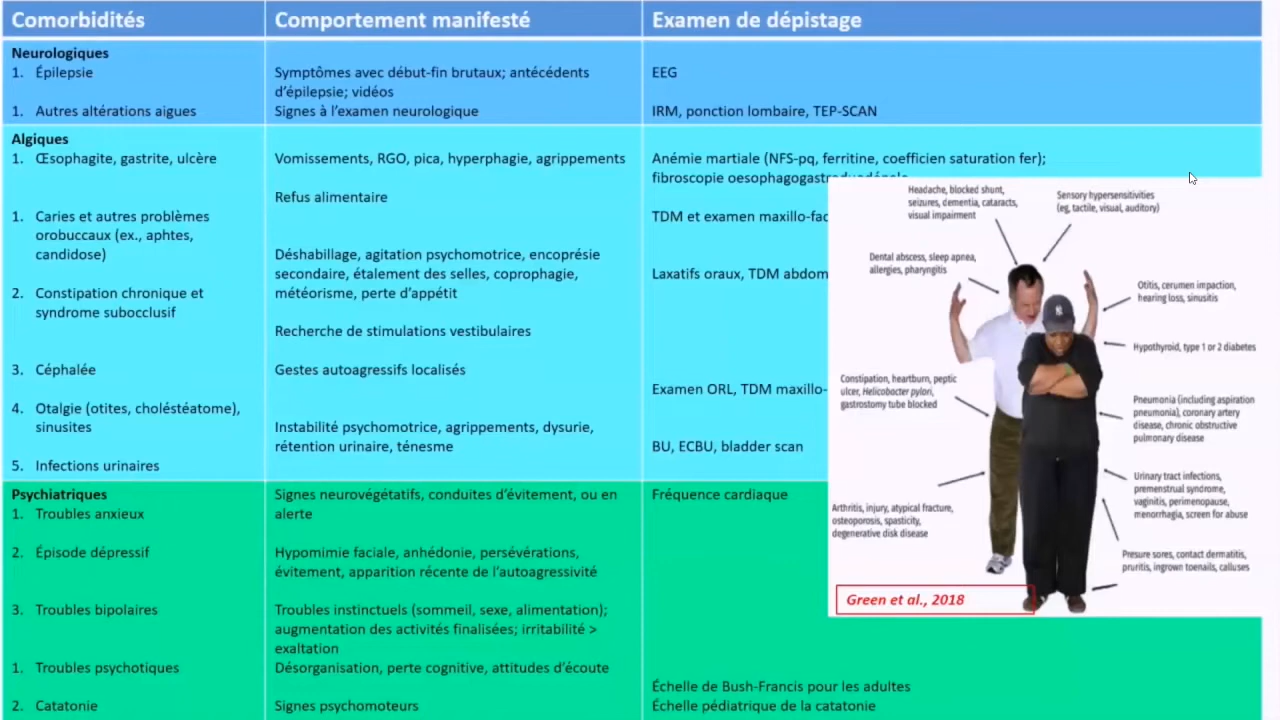 Comorbidités
Comportement manifesté
Examen de dépistage
Neurologiques
1. Épilepsie
Symptômes avec début-fin brutaux; antécédents
d'épilepsie; vidéos
EEG
1. Autres altérations aigues
Signes à l'examen neurologique
IRM, ponction lombaire, TEP-SCAN
Algiques
1. Œsophagite, gastrite, ulcère
Vomissements, RGO, pica, hyperphagie, agrippements
Anémie martiale (NFS-pq, ferritine, coefficien saturation fer);
fibroscopie
Refus alimentaire
1. Caries et autres problèmes
orobuccaux (ex., aphtes,
candidose)
TDM et examen
Déshabillage, agitation psychomotrice, encoprésie
secondaire, étalement des selles, coprophagie,
météorisme, perte d'appétit
Laxatifs oraux, TDM
2. Constipation chronique et
syndrome subocclusif
Recherche de stimulations vestibulaires
3. Céphalée
Gestes autoagressifs localisés
Examen ORL, TDM maxillo-
4. Otalgie (otites, choléstéatome),
sinusites
Instabilité psychomotrice, agrippements, dysurie,
rétention urinaire, ténesme
BU, ECBU, bladder scan
5. Infections urinaires
Psychiatriques
1. Troubles anxieux
Signes neurovégétatifs, conduites d'évitement, ou en
alerte
Fréquence cardiaque
2. Épisode dépressif
Hypomimie faciale, anhédonie, persévérations,
évitement, apparition récente de l'autoagressivité
3. Troubles bipolaires
Troubles instinctuels (sommeil, sexe, alimentation);
augmentation des activités finalisées; irritabilité >
exaltation
1. Troubles psychotiques
Désorganisation, perte cognitive, attitudes d'écoute
Échelle de Bush-Francis pour les adultes
2. Catatonie
Signes psychomoteurs
Échelle pédiatrique de la catatonie
Headache, blocked shunt,
seizures, dementia, cataracts,
visual impairment
Sensory hypersensitivities
(eg, tactile, visual, auditory)
Dental abscess, sleep apnea,
allergies, pharyngitis
Otitis, cerumen impaction,
hearing loss, sinusitis
Hypothyroid, type 1 or 2 diabetes
Constipation, heartburn, peptic
ulcer, Helicobacter pylori,
gastrostomy tube blocked
Pneumonia (including aspiration
pneumonia), coronary artery
disease, chronic obstructive
pulmonary disease
Urinary tract infections,
premenstrual syndrome,
vaginitis, perimenopause,
menorrhagia, screen for abuse
Arthritis, injury, atypical fracture,
osteoporosis, spasticity,
degenerative disk disease
Presure sores, contact dermatitis,
pruritis, ingrown toenails, calluses
Green et al., 2018